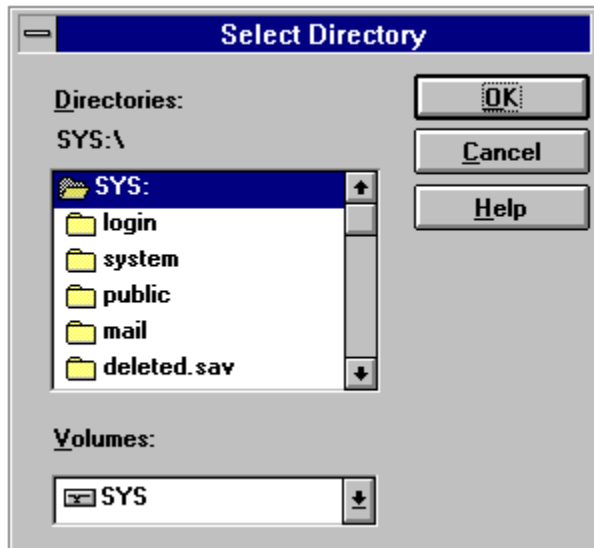 Select Directory
Directories:
SYS:\
SYS:
login
system
public
mail
deleted.sav
Volumes:
SYS
OK
Cancel
Help